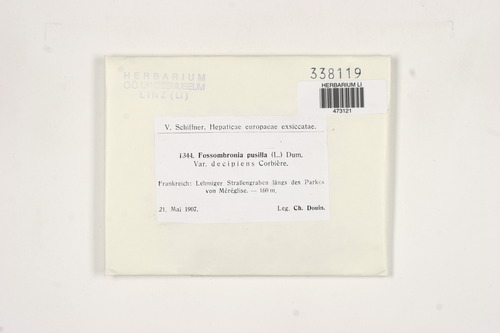 HERBARIUM
OÖ. LANDESMUSEUM
LINZ (LI)
338119
HERBARIUM LI
473121
V. Schiffner. Hepaticae europaeae exsiccatae.
1344. Fossombronia pusilla (L.) Dum.
Var. decipiens Corbière.
Frankreich: Lehmiger Straßengraben längs des Parkes
von Méréglise. — 160 m.
21. Mai 1907.
Leg. Ch. Douin.